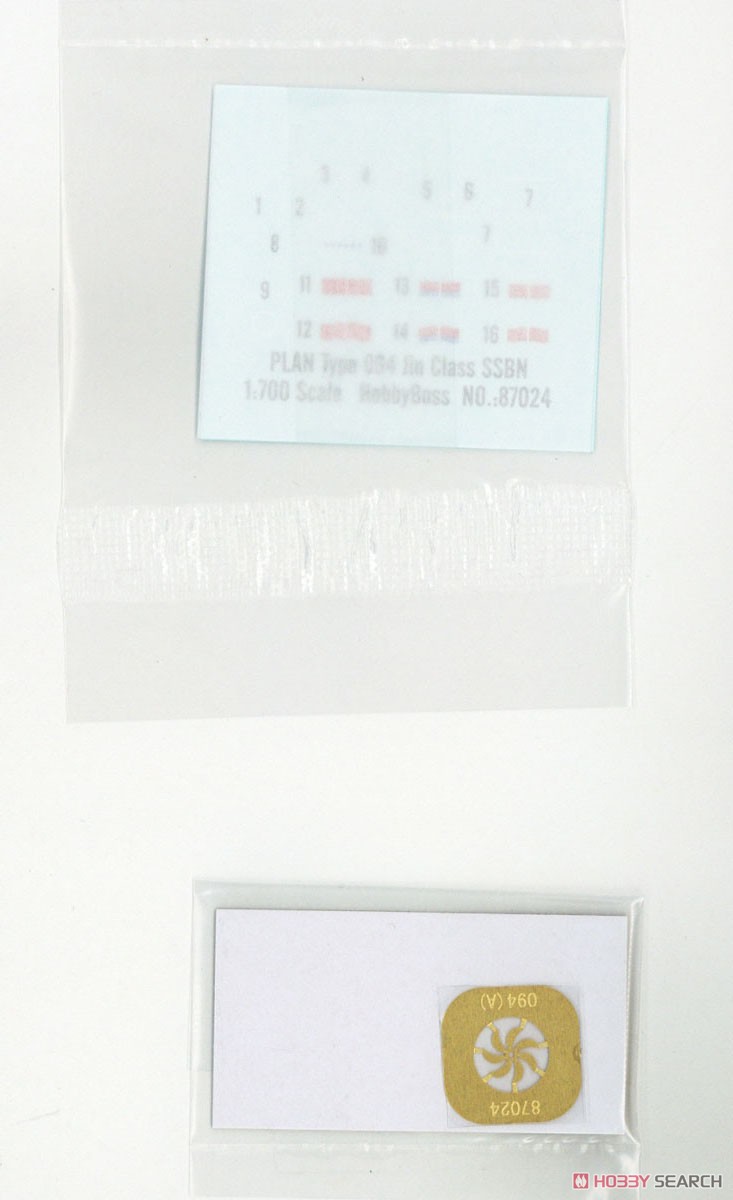 3 4
5 6 7
1 2
7
8 10
9 11 13 15
12 14 16
PLAN Type 094 Jin Class SSBN
1:700 Scale HobbyBoss NO.:87024
094(A)
87024
HOBBY SEARCH